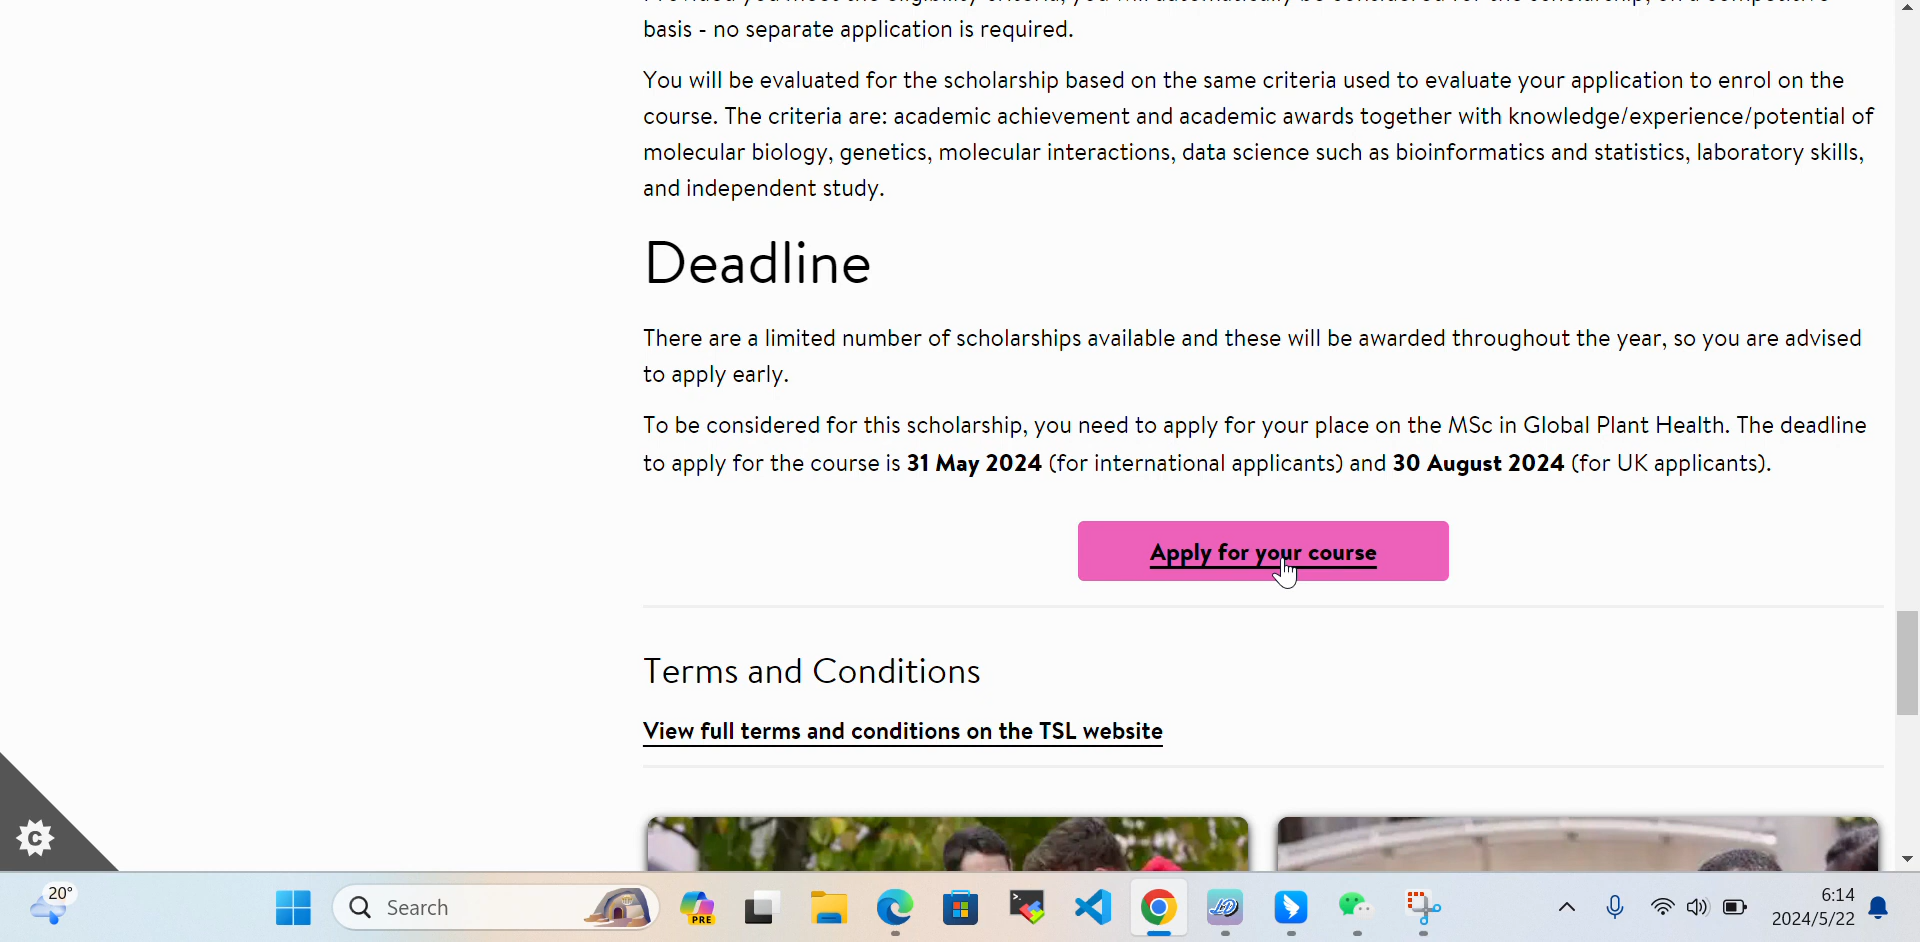 basis - no separate application is required.
You will be evaluated for the scholarship based on the same criteria used to evaluate your application to enrol on the
course. The criteria are: academic achievement and academic awards together with knowledge/experience/potential of
molecular biology, genetics, molecular interactions, data science such as bioinformatics and statistics, laboratory skills,
and independent study.
Deadline
There are a limited number of scholarships available and these will be awarded throughout the year, so you are advised
to apply early.
To be considered for this scholarship, you need to apply for your place on the MSc in Global Plant Health. The deadline
to apply for the course is 31 May 2024 (for international applicants) and 30 August 2024 (for UK applicants).
Apply for your course
Terms and Conditions
View full terms and conditions on the TSL website
C
20°
Search
PRE
6:14
2024/5/22